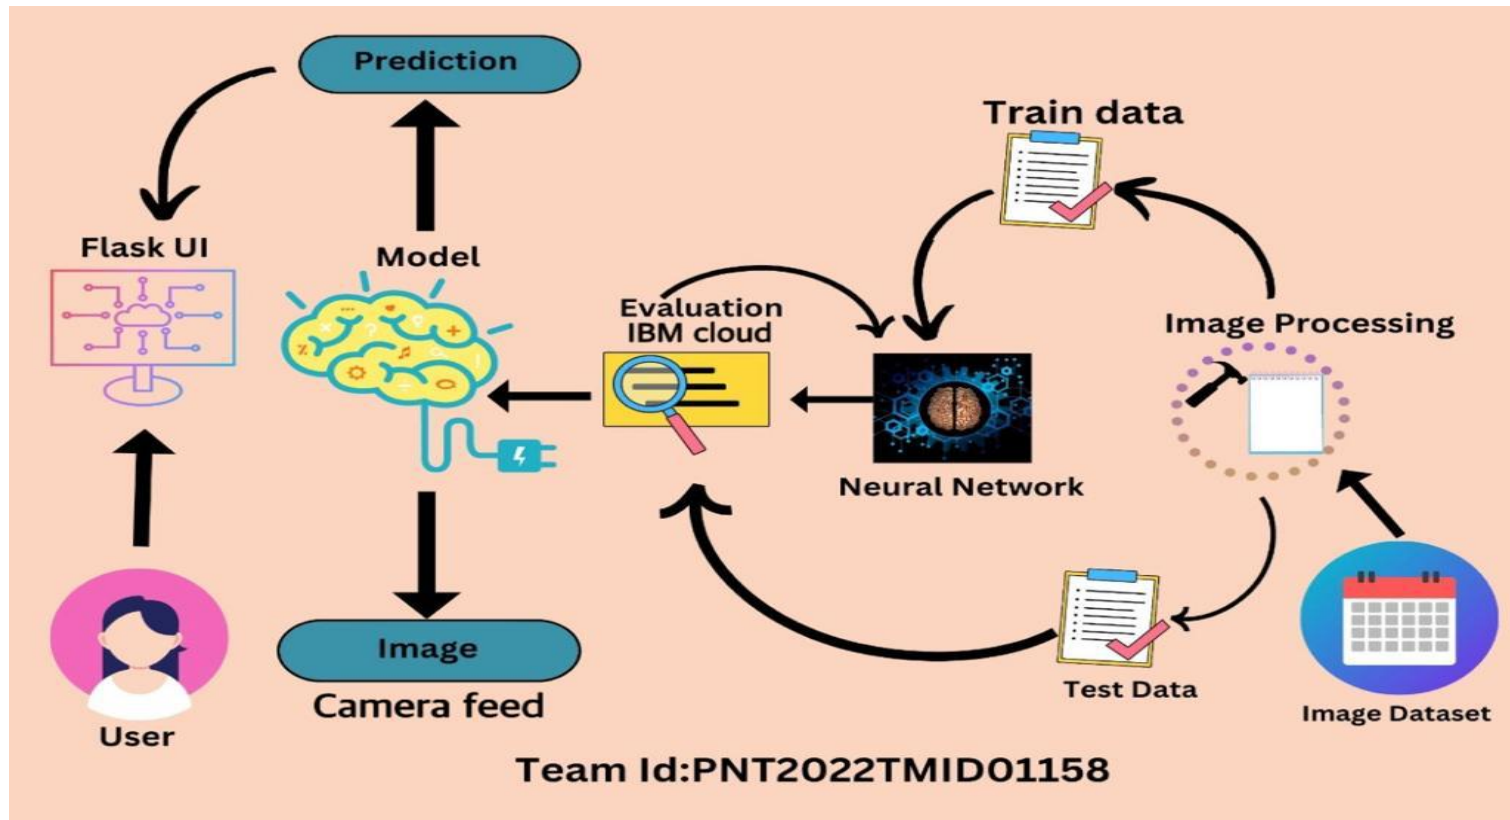 Prediction
Train data
Flask UI
Model
Evaluation
IBM cloud
Image Processing
Neural Network
Image
Camera feed
User
Test Data
Image Dataset
Team Id:PNT2022TMID01158